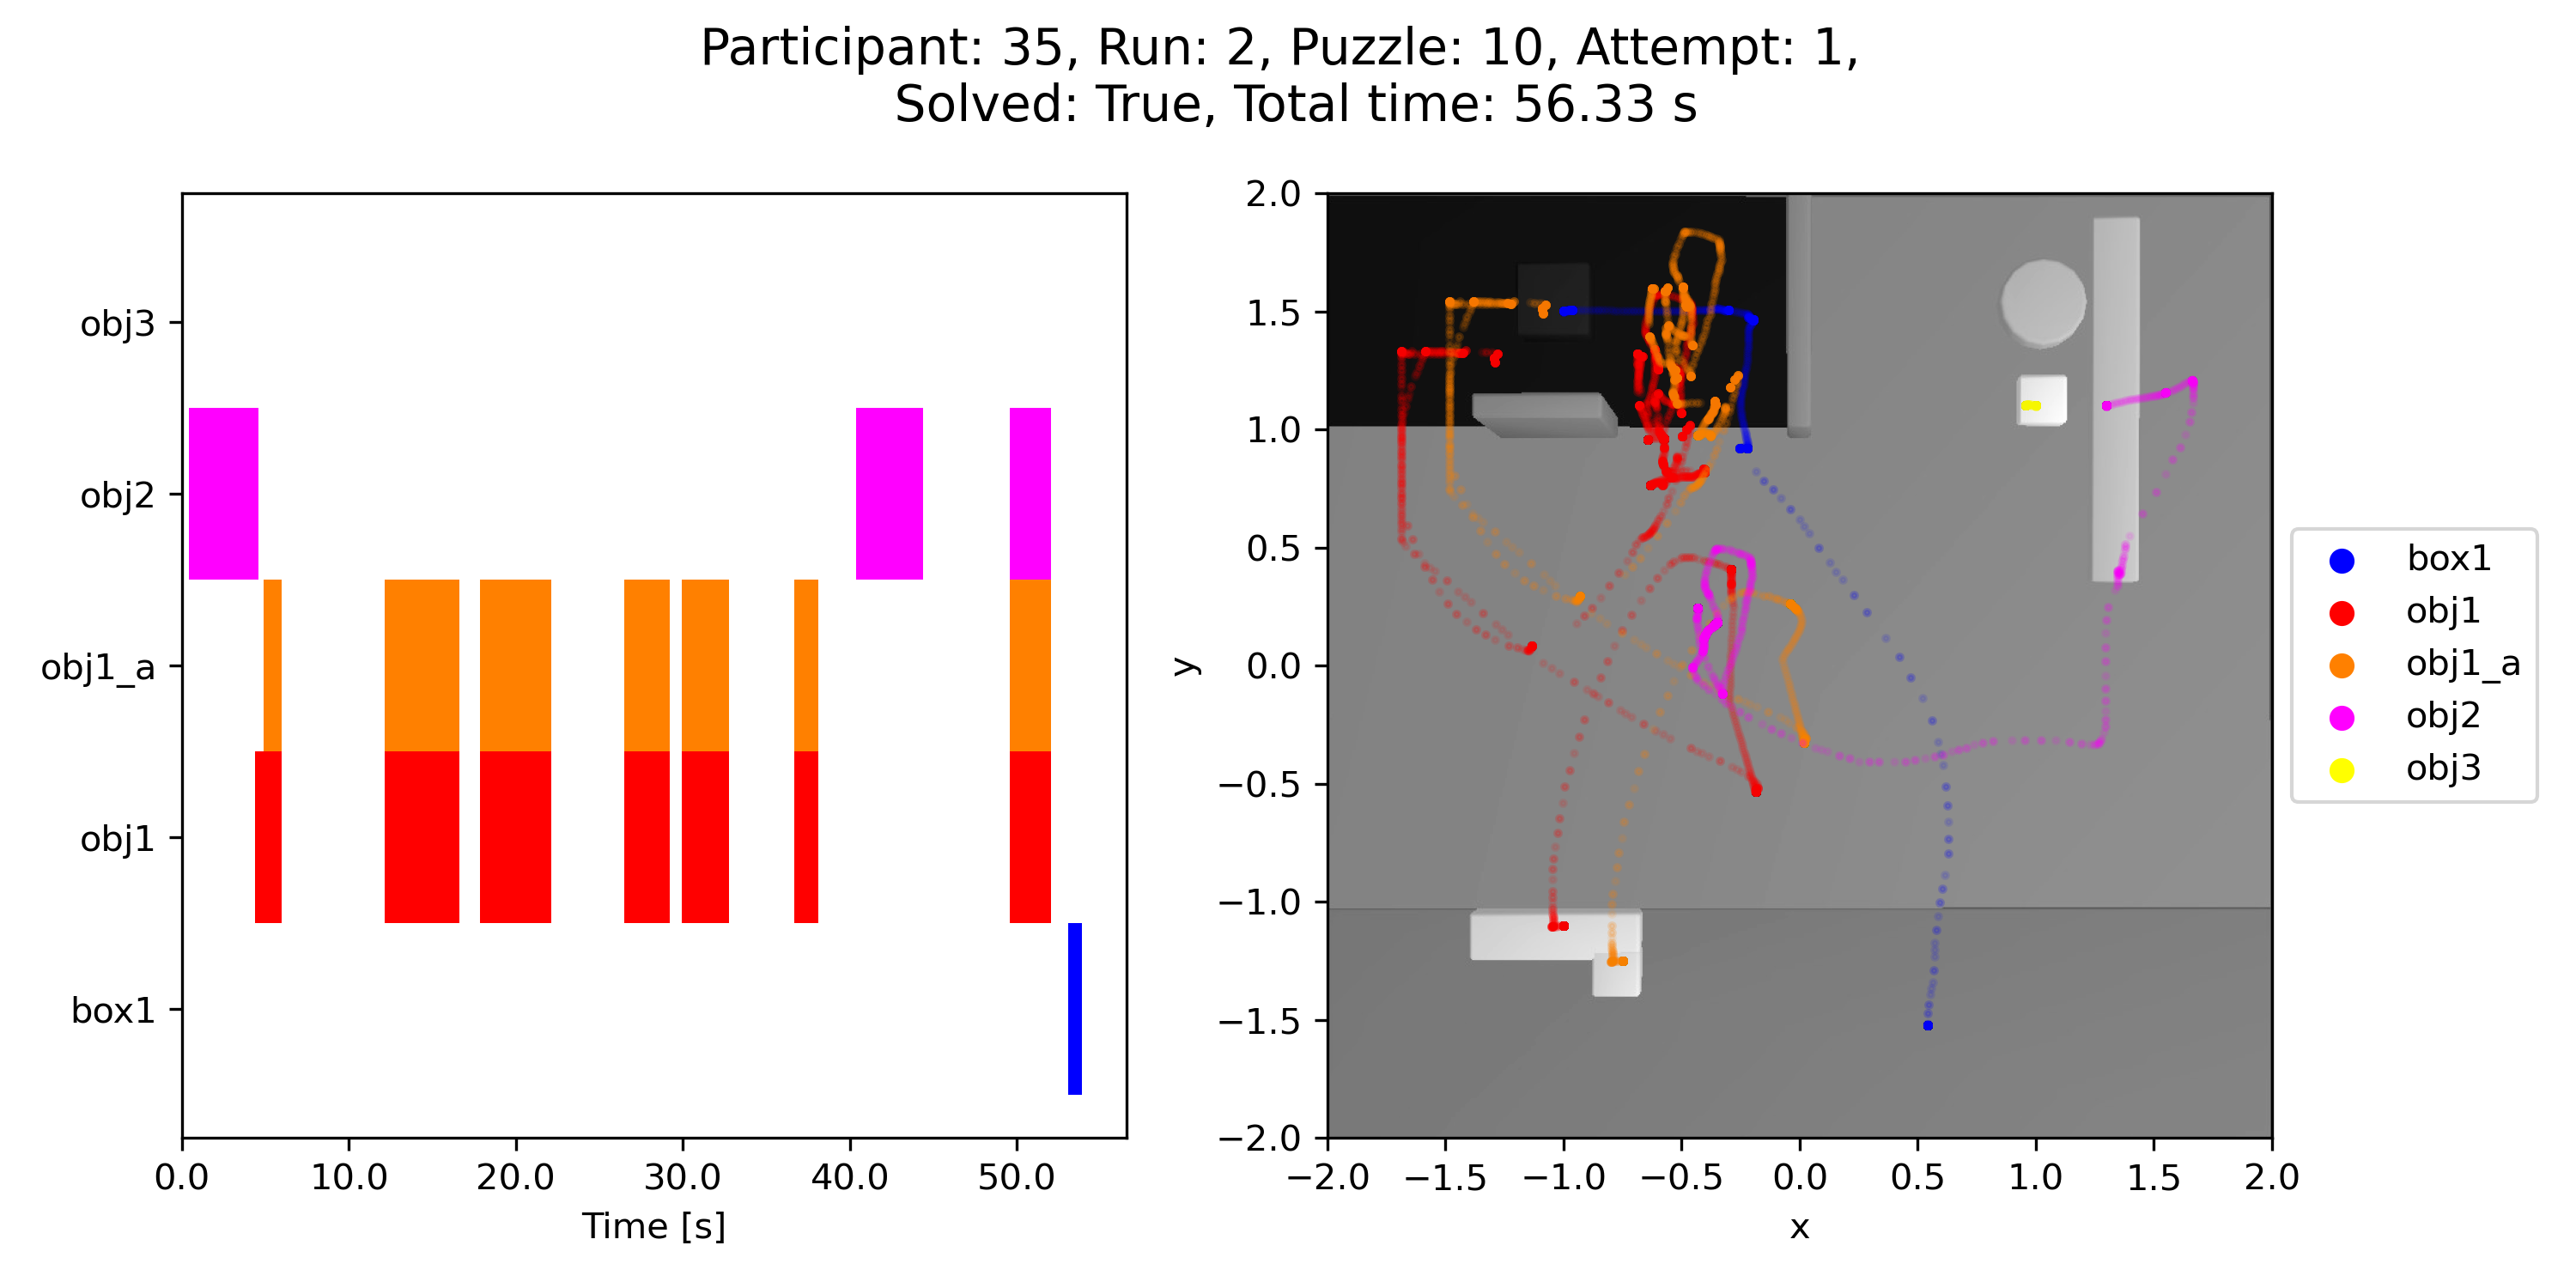 Participant: 35, Run: 2, Puzzle: 10, Attempt: 1,
Solved: True, Total time: 56.33 s
obj3
obj2
obj1_a
obj1
box1
0.0 10.0 20.0 30.0 40.0 50.0
Time [s]
2.0
1.5
1.0
0.5
0.0
−0.5
−1.0
−1.5
−2.0
y
−2.0 −1.5 −1.0 −0.5 0.0 0.5 1.0 1.5 2.0
x
box1
obj1
obj1_a
obj2
obj3